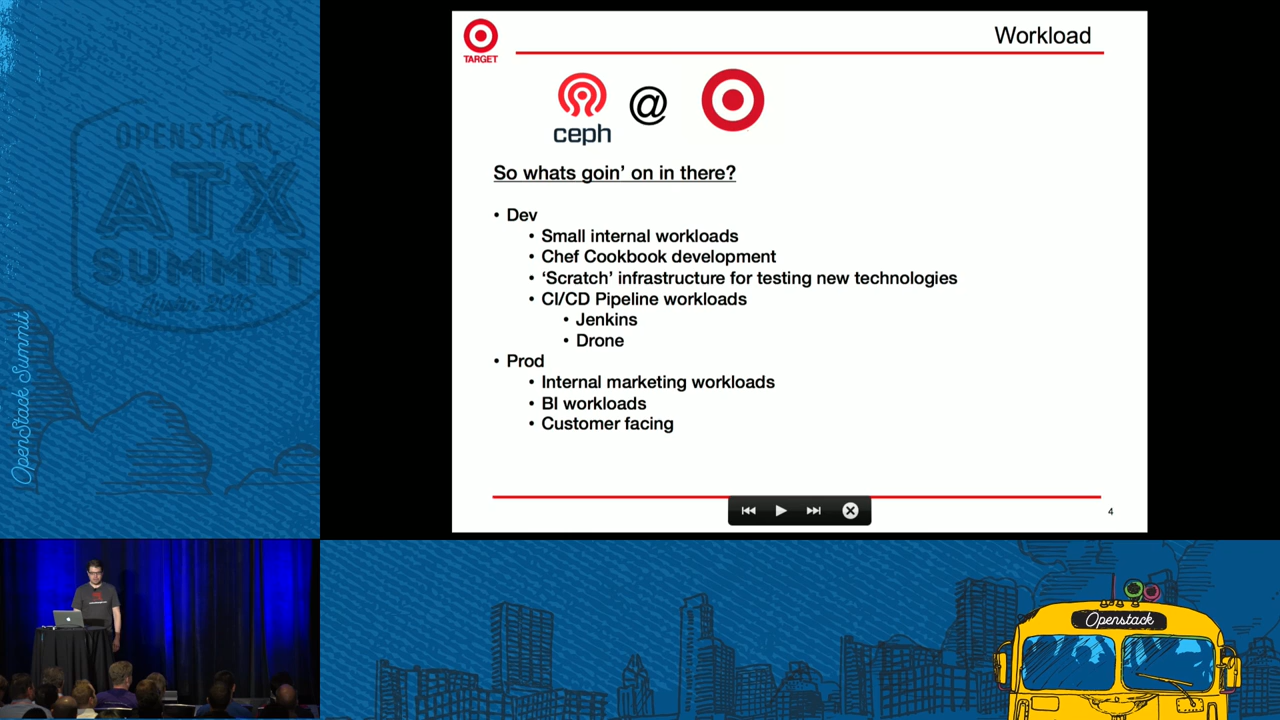 OPENSTACK
ATX
SUMMIT
OpenStack Summit
TARGET
Workload
ceph
@
So whats goin’ on in there?
• Dev
• Small internal workloads
• Chef Cookbook development
• ‘Scratch’ infrastructure for testing new technologies
• CI/CD Pipeline workloads
• Jenkins
• Drone
• Prod
• Internal marketing workloads
• BI workloads
• Customer facing
4
Openstack